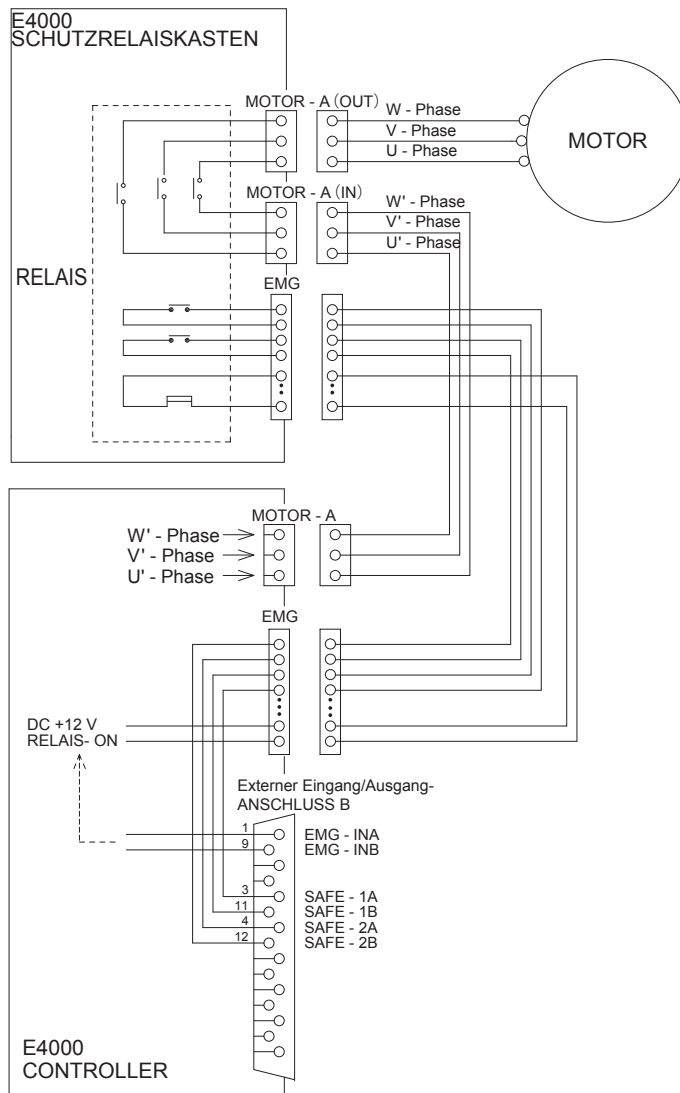 E4000
SCHUTZRELAISKASTEN
MOTOR - A (OUT)
W - Phase
V - Phase
U - Phase
MOTOR
MOTOR - A (IN)
W' - Phase
V' - Phase
U' - Phase
RELAIS
EMG
MOTOR - A
W' - Phase
V' - Phase
U' - Phase
EMG
DC +12 V
RELAIS- ON
Externer Eingang/Ausgang-
ANSCHLUSS B
1 EMG - INA
9 EMG - INB
3 SAFE - 1A
11 SAFE - 1B
4 SAFE - 2A
12 SAFE - 2B
E4000
CONTROLLER